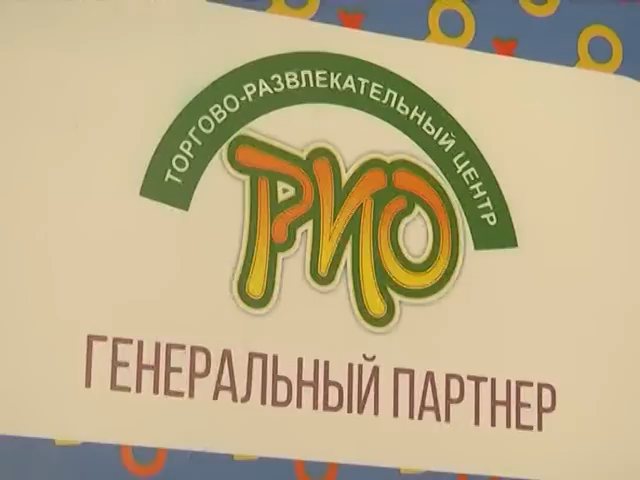 ТОРГОВО-РАЗВЛЕКАТЕЛЬНЫЙ ЦЕНТР
РИО
ГЕНЕРАЛЬНЫЙ ПАРТНЕР